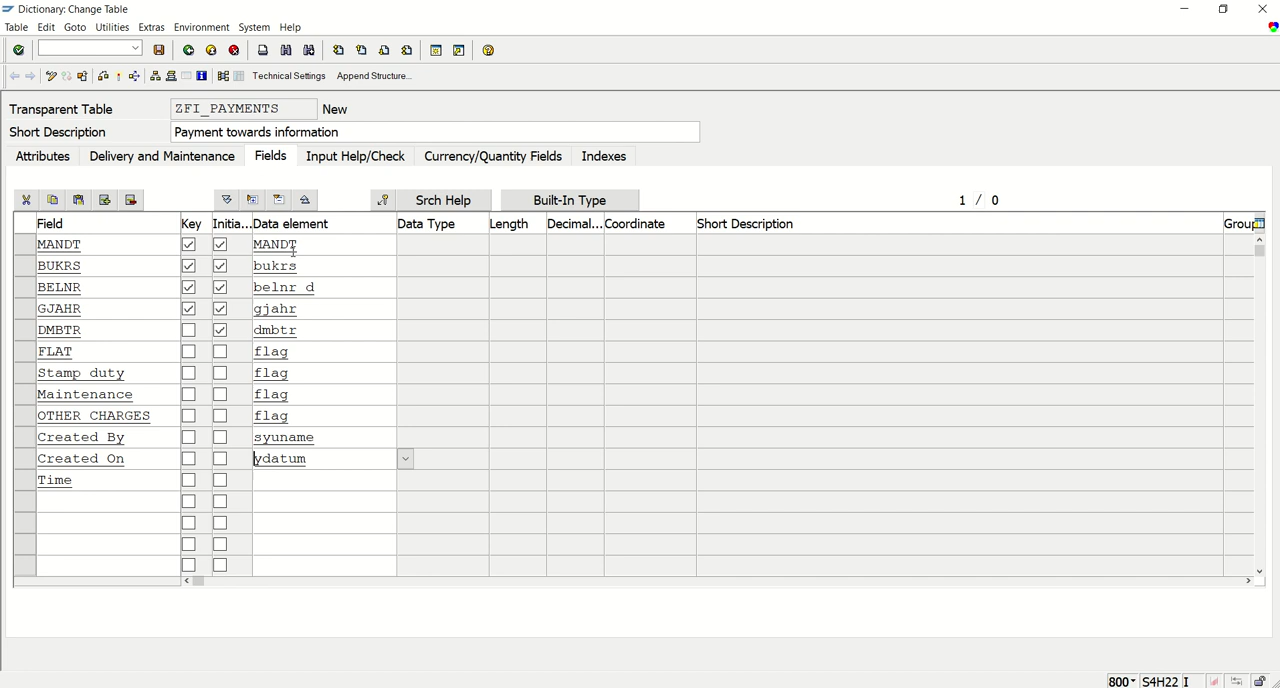 Dictionary: Change Table
Table Edit Goto Utilities Extras Environment System Help
Technical Settings Append Structure...
Transparent Table ZFI_PAYMENTS New
Short Description Payment towards information
Attributes Delivery and Maintenance Fields Input Help/Check Currency/Quantity Fields Indexes
Srch Help Built-In Type 1 / 0
Field Key Initia... Data element Data Type Length Decimal... Coordinate Short Description Group
MANDT MANDT
BUKRS bukrs
BELNR belnr d
GJAHR gjahr
DMBTR dmbtr
FLAT flag
Stamp duty flag
Maintenance flag
OTHER CHARGES flag
Created By syuname
Created On ydatum
Time
800 S4H22 I